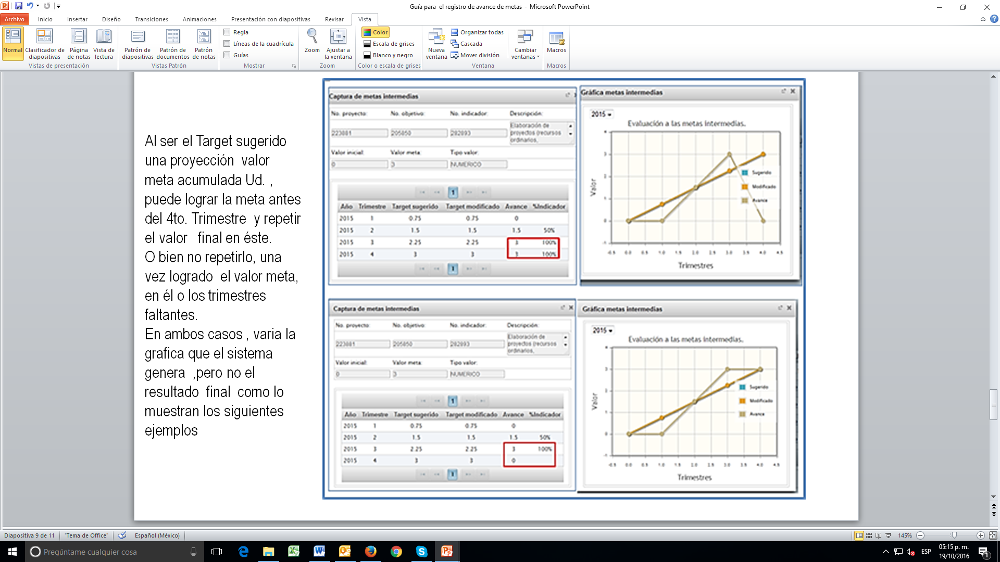 Guía para  el registro de avance de metas  -  Microsoft PowerPoint
Archivo Inicio Insertar Diseño Transiciones Animaciones Presentación con diapositivas Revisar Vista
Normal
Clasificador de diapositivas
Página de notas
Vista de lectura
Vistas de presentación
Patrón de diapositivas
Patrón de documentos
Patrón de notas
Vistas Patrón
Regla
Líneas de la cuadrícula
Guías
Mostrar
Zoom
Ajustar a la ventana
Zoom
Color
Escala de grises
Blanco y negro
Color o escala de grises
Nueva ventana
Organizar todas
Cascada
Mover división
Cambiar ventanas
Ventana
Macros
Macros
Al ser el Target sugerido
una proyección  valor
meta acumulada Ud. ,
puede lograr la meta antes
del 4to. Trimestre  y repetir
el valor   final en éste.
O bien no repetirlo, una
vez logrado  el valor meta,
en él o los trimestres
faltantes.
En ambos casos , varia la
grafica que el sistema
genera  ,pero no el
resultado  final  como lo
muestran los siguientes
ejemplos
Captura de metas intermedias
No. proyecto: No. objetivo: No. indicador: Descripción:
223881 205850 282893 Elaboración de
proyectos (recursos
ordinarios,
Valor inicial: Valor meta: Tipo valor:
0 3 NUMERICO
1
Año Trimestre Target sugerido Target modificado Avance %Indicador
2015 1 0.75 0.75 0
2015 2 1.5 1.5 1.5 50%
2015 3 2.25 2.25 3 100%
2015 4 3 3 3 100%
1
Gráfica metas intermedias
2015
Evaluación a las metas intermedias.
4
3
2
1
0
-1
Valor
Sugerido
Modificado
Avance
-0.5 0.0 0.5 1.0 1.5 2.0 2.5 3.0 3.5 4.0 4.5
Trimestres
Captura de metas intermedias
No. proyecto: No. objetivo: No. indicador: Descripción:
223881 205850 282893 Elaboración de
proyectos (recursos
ordinarios,
Valor inicial: Valor meta: Tipo valor:
0 3 NUMERICO
1
Año Trimestre Target sugerido Target modificado Avance %Indicador
2015 1 0.75 0.75 0
2015 2 1.5 1.5 1.5 50%
2015 3 2.25 2.25 3 100%
2015 4 3 3 0
1
Gráfica metas intermedias
2015
Evaluación a las metas intermedias.
4
3
2
1
0
-1
Valor
Sugerido
Modificado
Avance
-0.5 0.0 0.5 1.0 1.5 2.0 2.5 3.0 3.5 4.0 4.5
Trimestres
Diapositiva 9 de 11 "Tema de Office" Español (México) 145%
Pregúntame cualquier cosa
ESP
05:15 p. m.
19/10/2016
1